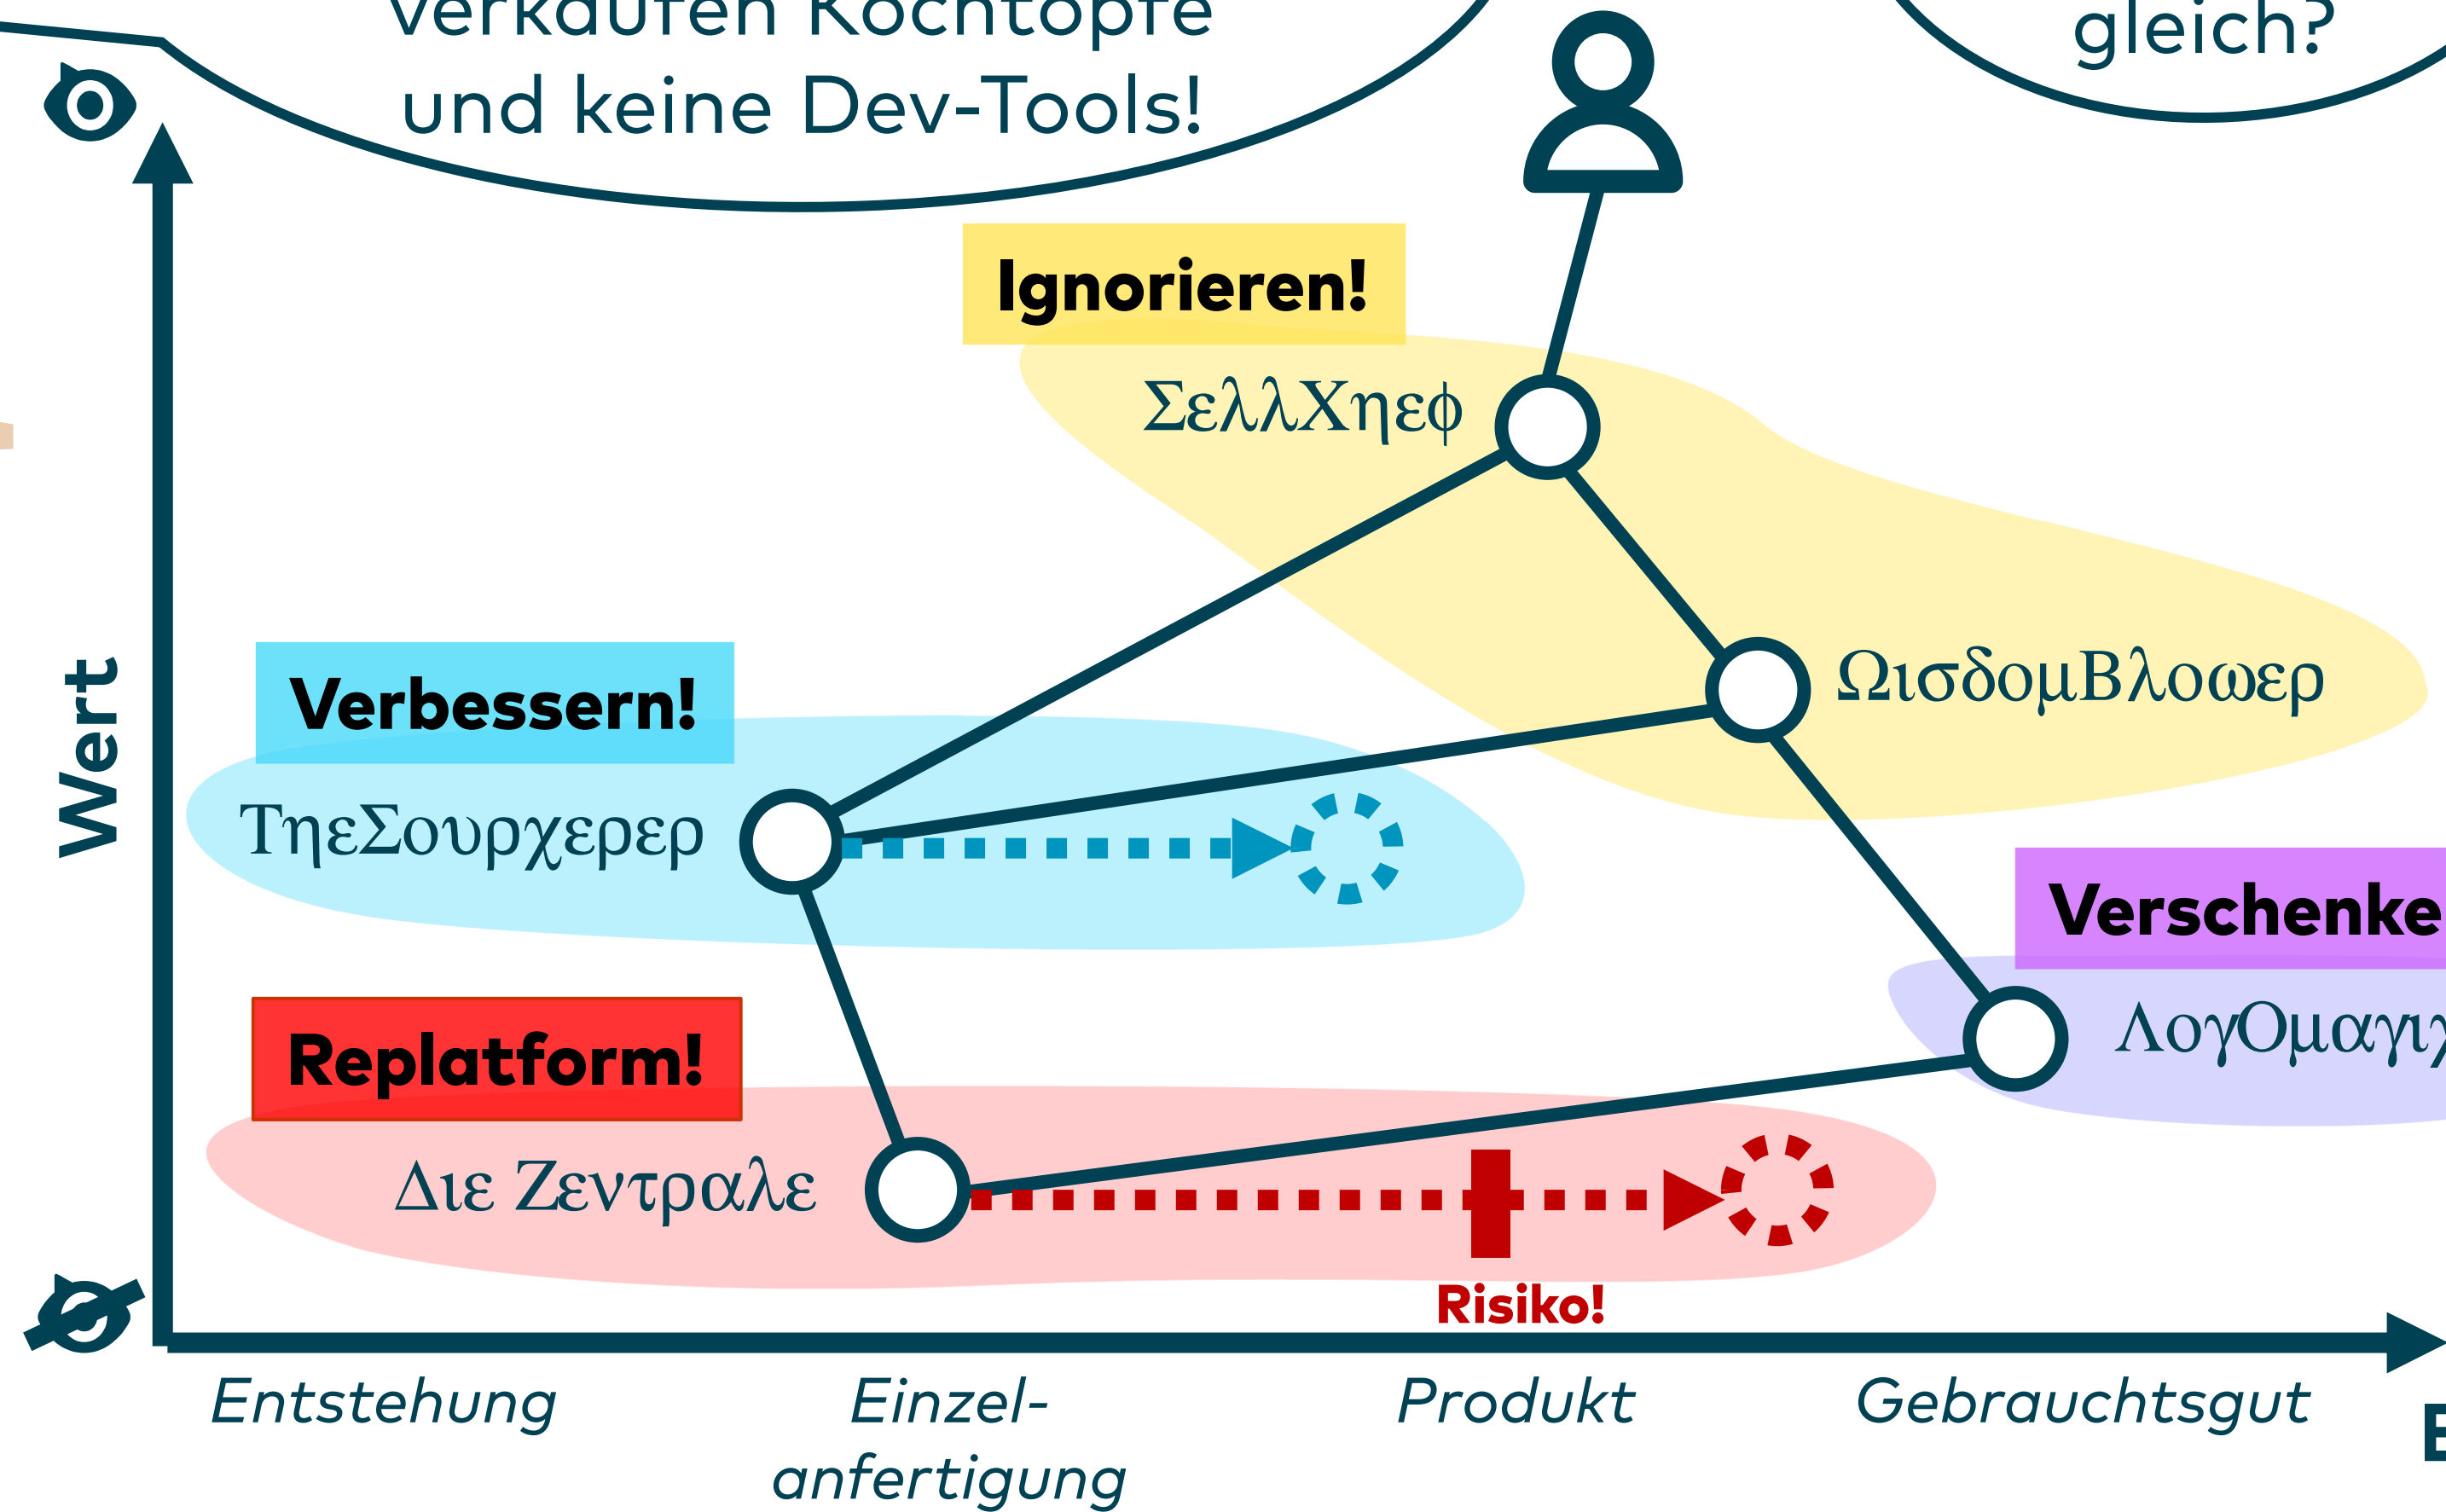 verkaufen Kochtöpfe
und keine Dev-Tools!
gleich?
Ignorieren!
ΣελλΧηεφ
Wert
Verbessern!
ΩισδομΒλοωερ
ΤηεΣουρχερερ
Verschenke
ΛογΟμαγιχ
Replatform!
Διε Ζεντραλε
Risiko!
Entstehung
Einzel-
anfertigung
Produkt
Gebrauchtsgut